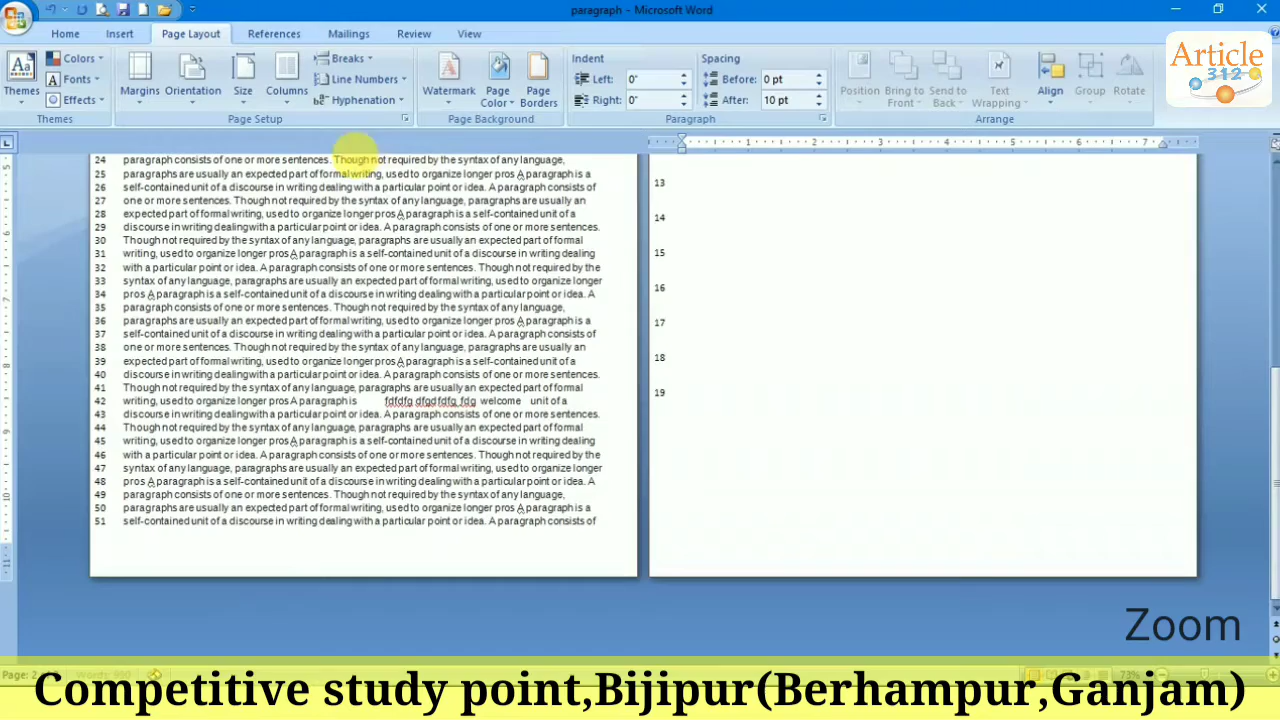 paragraph - Microsoft Word
Home Insert Page Layout References Mailings Review View
Article
312
Themes
Colors
Fonts
Effects
Themes
Margins Orientation Size Columns
Breaks
Line Numbers
Hyphenation
Page Setup
Watermark Page Color Page Borders
Page Background
Indent
Left: 0"
Right: 0"
Spacing
Before: 0 pt
After: 10 pt
Paragraph
Position Bring to Front Send to Back Text Wrapping Align Group Rotate
Arrange
1 2 3 4 5 6 7
24 paragraph consists of one or more sentences. Though not required by the syntax of any language,
25 paragraphs are usually an expected part of formal writing, used to organize longer pros A paragraph is a
26 self-contained unit of a discourse in writing dealing with a particular point or idea. A paragraph consists of
27 one or more sentences. Though not required by the syntax of any language, paragraphs are usually an
28 expected part of formal writing, used to organize longer pros A paragraph is a self-contained unit of a
29 discourse in writing dealing with a particular point or idea. A paragraph consists of one or more sentences.
30 Though not required by the syntax of any language, paragraphs are usually an expected part of formal
31 writing, used to organize longer pros A paragraph is a self-contained unit of a discourse in writing dealing
32 with a particular point or idea. A paragraph consists of one or more sentences. Though not required by the
33 syntax of any language, paragraphs are usually an expected part of formal writing, used to organize longer
34 pros A paragraph is a self-contained unit of a discourse in writing dealing with a particular point or idea. A
35 paragraph consists of one or more sentences. Though not required by the syntax of any language,
36 paragraphs are usually an expected part of formal writing, used to organize longer pros A paragraph is a
37 self-contained unit of a discourse in writing dealing with a particular point or idea. A paragraph consists of
38 one or more sentences. Though not required by the syntax of any language, paragraphs are usually an
39 expected part of formal writing, used to organize longer pros A paragraph is a self-contained unit of a
40 discourse in writing dealing with a particular point or idea. A paragraph consists of one or more sentences.
41 Though not required by the syntax of any language, paragraphs are usually an expected part of formal
42 writing, used to organize longer pros A paragraph is fdfdfg dfgdfdfg fdg welcome unit of a
43 discourse in writing dealing with a particular point or idea. A paragraph consists of one or more sentences.
44 Though not required by the syntax of any language, paragraphs are usually an expected part of formal
45 writing, used to organize longer pros A paragraph is a self-contained unit of a discourse in writing dealing
46 with a particular point or idea. A paragraph consists of one or more sentences. Though not required by the
47 syntax of any language, paragraphs are usually an expected part of formal writing, used to organize longer
48 pros A paragraph is a self-contained unit of a discourse in writing dealing with a particular point or idea. A
49 paragraph consists of one or more sentences. Though not required by the syntax of any language,
50 paragraphs are usually an expected part of formal writing, used to organize longer pros A paragraph is a
51 self-contained unit of a discourse in writing dealing with a particular point or idea. A paragraph consists of
13
14
15
16
17
18
19
Zoom
Page: 2
73%
Competitive study point,Bijipur(Berhampur,Ganjam)